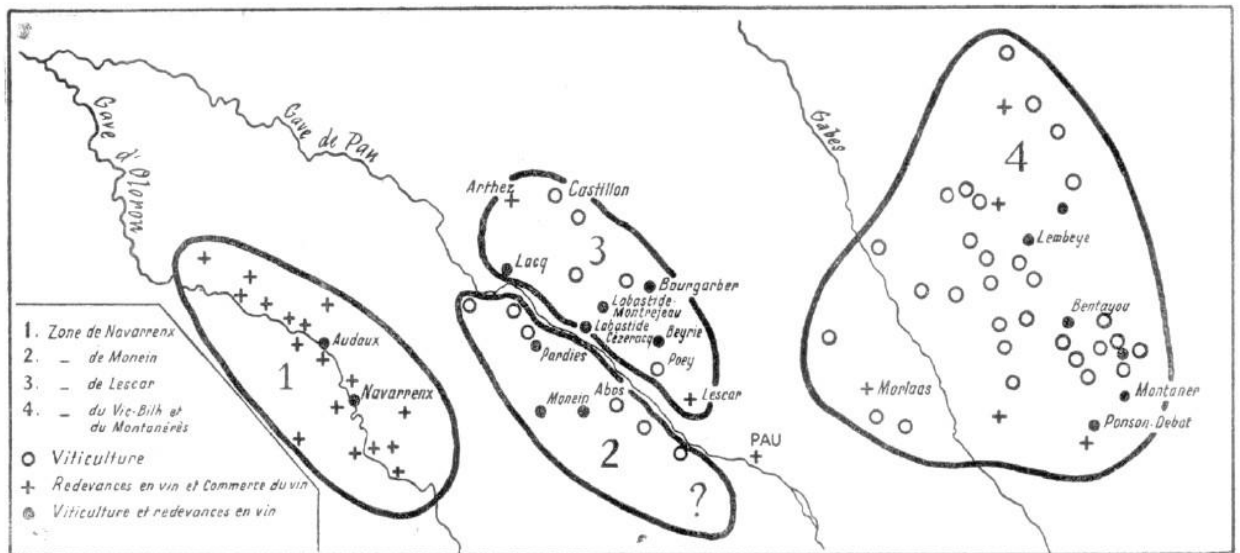 Gave d'Oloron
Gave de Pau
Gabes
Arthez
Castillon
3
Lacq
Bourgarber
Labastide-
Montrejeau
Labastide
Cézeracq
Beyrie
Poey
Lescar
Pardies
Abos
Monein
2
?
PAU
Audaux
1
Navarrenx
4
Lembeye
Bentayou
Montaner
Ponson-Debat
Morlaas
1. Zone de Navarrenx
2. _ de Monein
3. _ de Lescar
4. _ du Vic-Bilh et
du Montanérès
Viticulture
Redevances en vin et Commerce du vin
Viticulture et redevances en vin